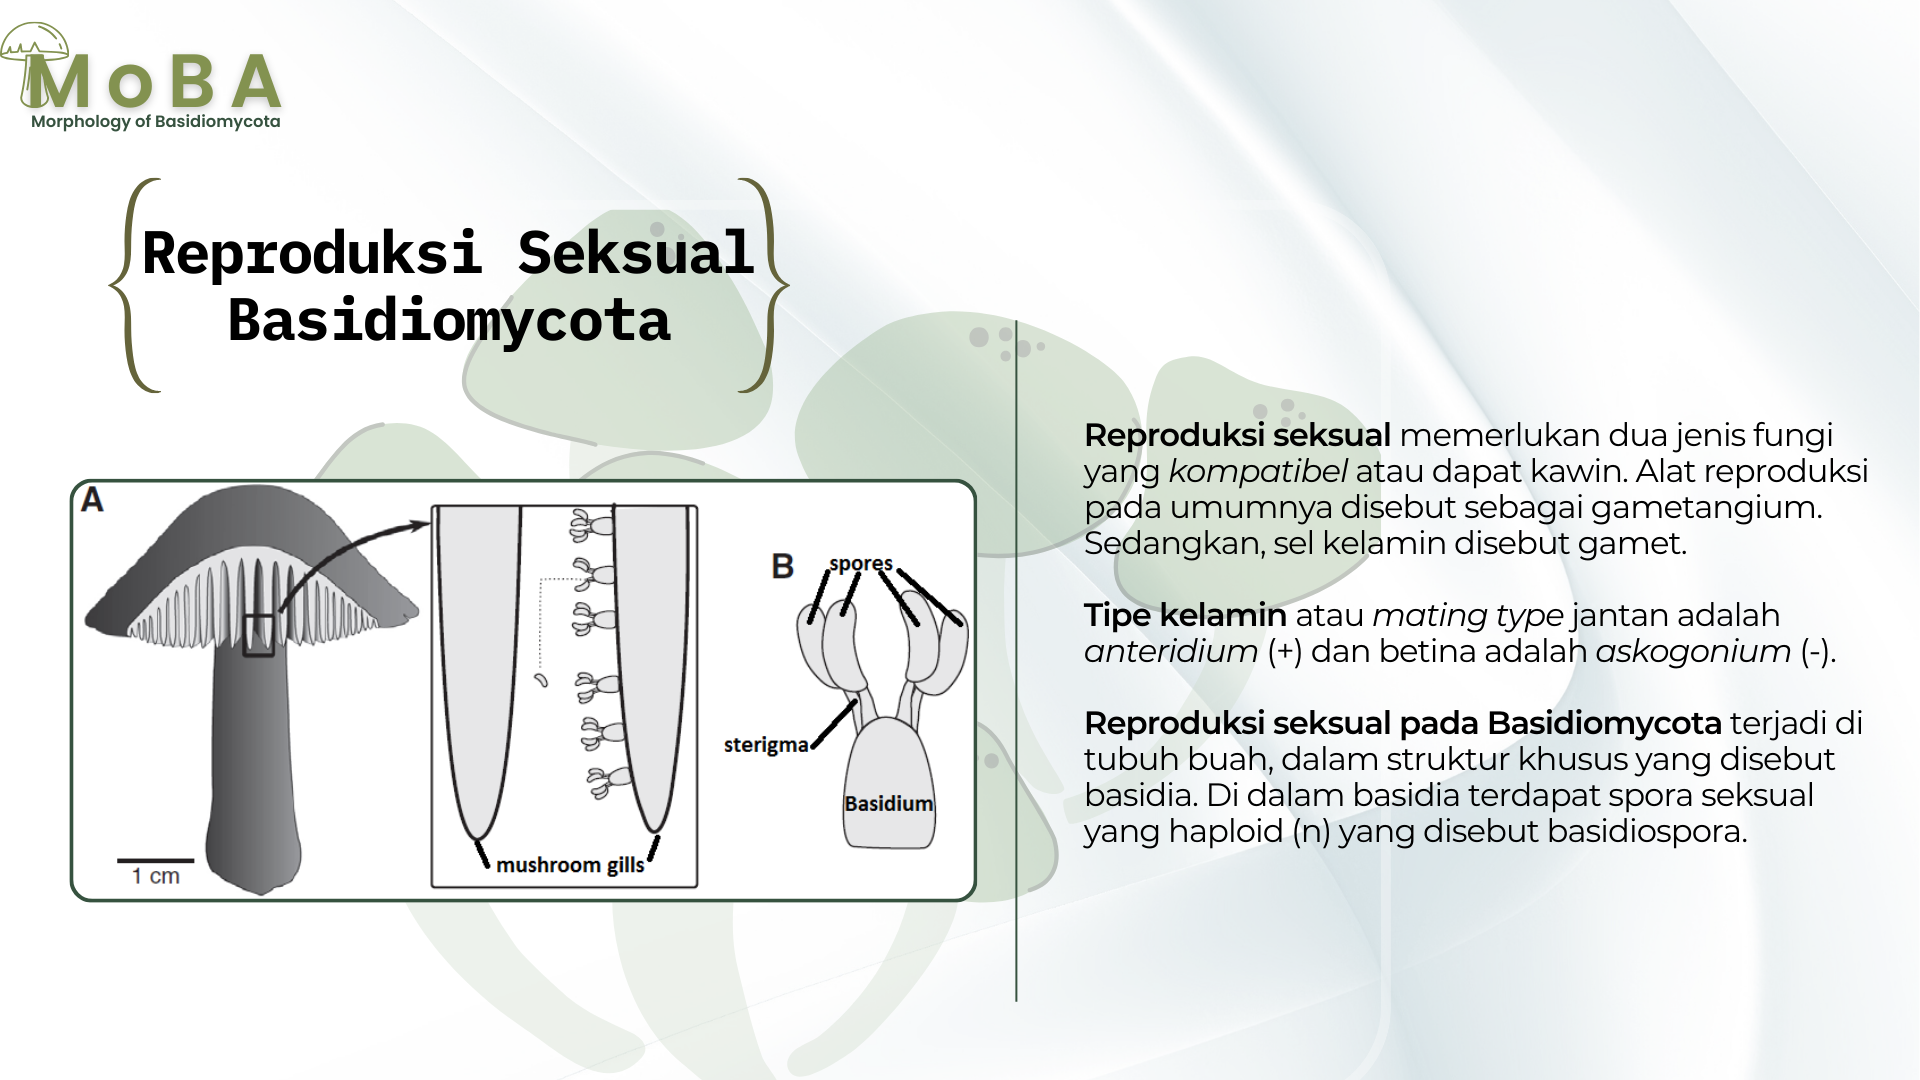 MoBA
Morphology of Basidiomycota
Reproduksi Seksual
Basidiomycota
A
1 cm
mushroom gills
B
spores
sterigma
Basidium
Reproduksi seksual memerlukan dua jenis fungi
yang kompatibel atau dapat kawin. Alat reproduksi
pada umumnya disebut sebagai gametangium.
Sedangkan, sel kelamin disebut gamet.
Tipe kelamin atau mating type jantan adalah
anteridium (+) dan betina adalah askogonium (-).
Reproduksi seksual pada Basidiomycota terjadi di
tubuh buah, dalam struktur khusus yang disebut
basidia. Di dalam basidia terdapat spora seksual
yang haploid (n) yang disebut basidiospora.